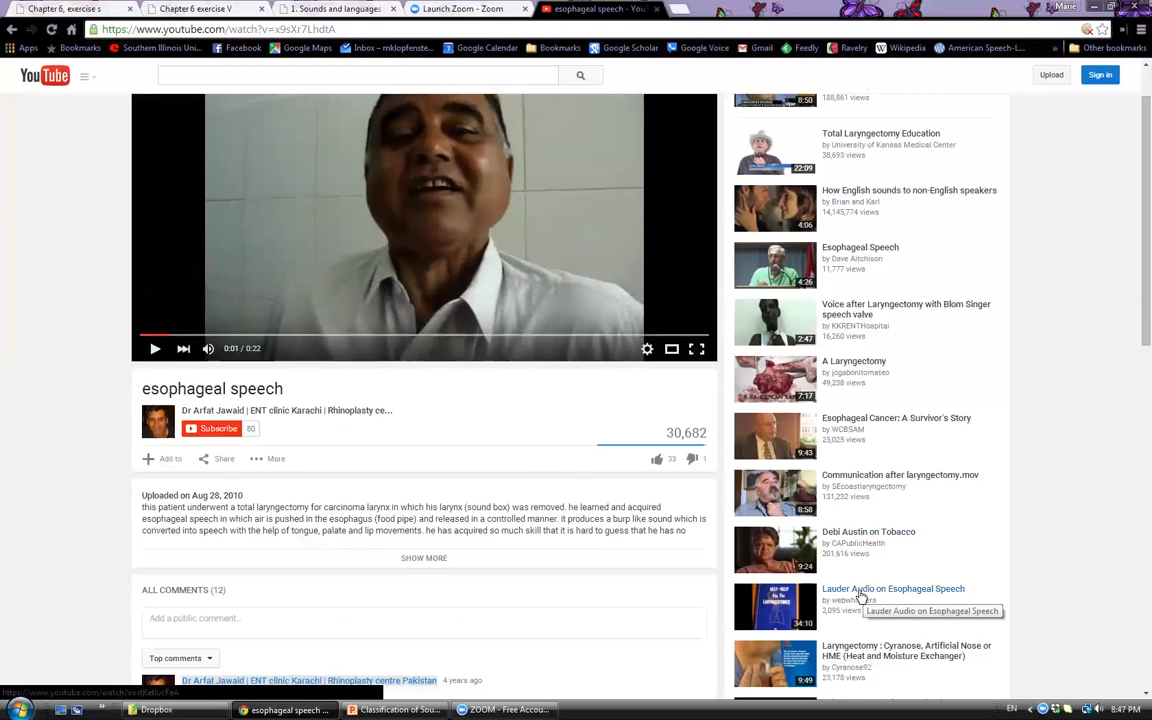 Chapter 6, exercise s
Chapter 6 exercise V
1. Sounds and languages
Launch Zoom - Zoom
esophageal speech - You
Marie
https://www.youtube.com/watch?v=x9sXr7LhdtA
Apps
Bookmarks
Southern Illinois Uni...
Facebook
Google Maps
Inbox – mklopfenste...
Google Calendar
Bookmarks
Google Scholar
Google Voice
Gmail
Feedly
Ravelry
Wikipedia
American Speech-L...
Other bookmarks
YouTube
Upload
Sign in
8:50
188,861 views
Total Laryngectomy Education
by University of Kansas Medical Center
38,693 views
22:09
How English sounds to non-English speakers
by Brian and Karl
14,145,774 views
4:06
Esophageal Speech
by Dave Aitchison
11,777 views
4:26
Voice after Laryngectomy with Blom Singer
speech valve
by KKRENTHospital
16,260 views
2:47
A Laryngectomy
by jogabonitomateo
49,238 views
7:17
Esophageal Cancer: A Survivor's Story
by WCBSAM
25,025 views
9:43
Communication after laryngectomy.mov
by SEcoastlaryngectomy
131,232 views
8:58
Debi Austin on Tobacco
by CAPublicHealth
201,616 views
9:24
Lauder Audio on Esophageal Speech
2,095 views
34:10
Lauder Audio on Esophageal Speech
Laryngectomy : Cyranose, Artificial Nose or
HME (Heat and Moisture Exchanger)
by Cyranose92
23,178 views
9:49
0:01 / 0:22
esophageal speech
Dr Arfat Jawaid | ENT clinic Karachi | Rhinoplasty ce...
Subscribe 80
30,682
Add to
Share
More
33
1
Uploaded on Aug 28, 2010
this patient underwent a total laryngectomy for carcinoma larynx in which his larynx (sound box) was removed. he learned and acquired
esophageal speech in which air is pushed in the esophagus (food pipe) and released in a controlled manner. it produces a burp like sound which is
converted into speech with the help of tongue, palate and lip movements. he has acquired so much skill that it is hard to guess that he has no
SHOW MORE
ALL COMMENTS (12)
Add a public comment...
Top comments
Dr Arfat Jawaid | ENT clinic Karachi | Rhinoplasty centre Pakistan
4 years ago
Dropbox
esophageal speech ...
Classification of Sou...
ZOOM - Free Accou...
EN
8:47 PM